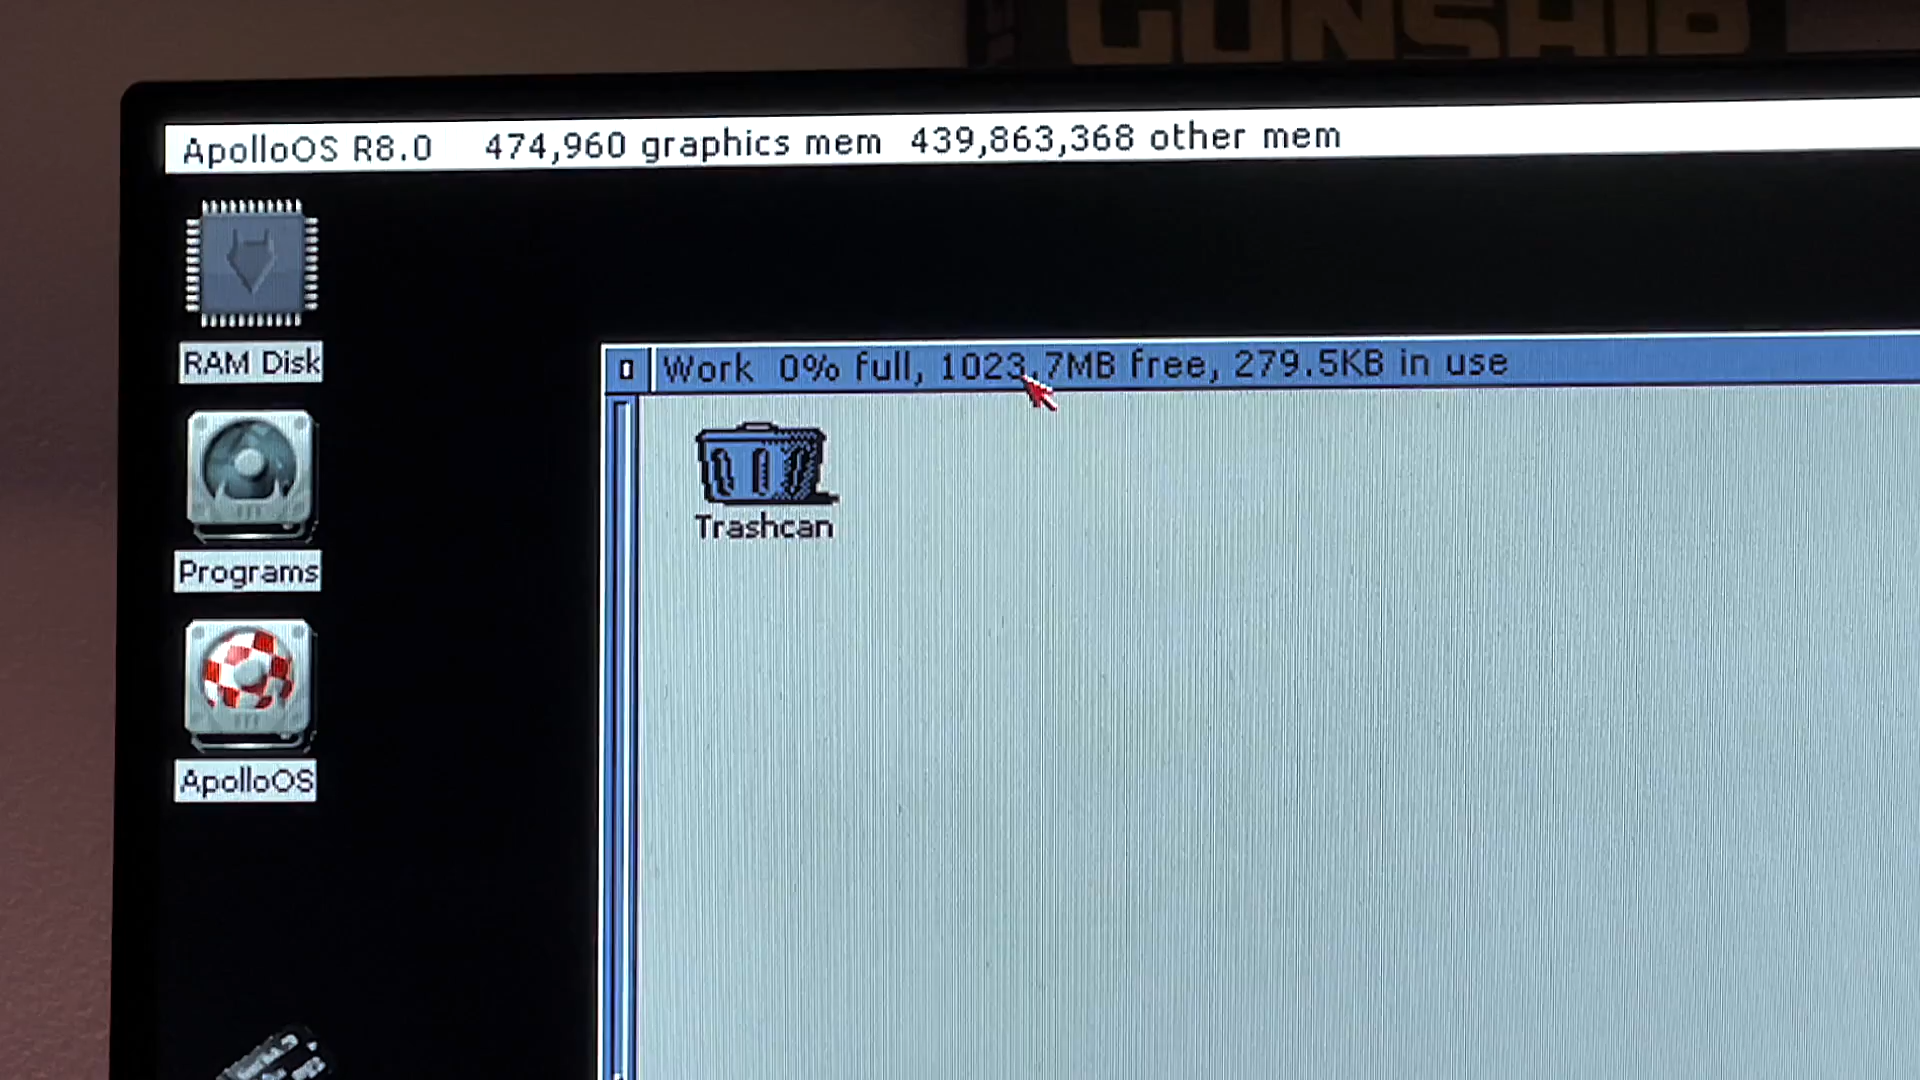 GUNSHIP
ApolloOS R8.0 474,960 graphics mem 439,863,368 other mem
RAM Disk
Work 0% full, 1023.7MB free, 279.5KB in use
Trashcan
Programs
ApolloOS